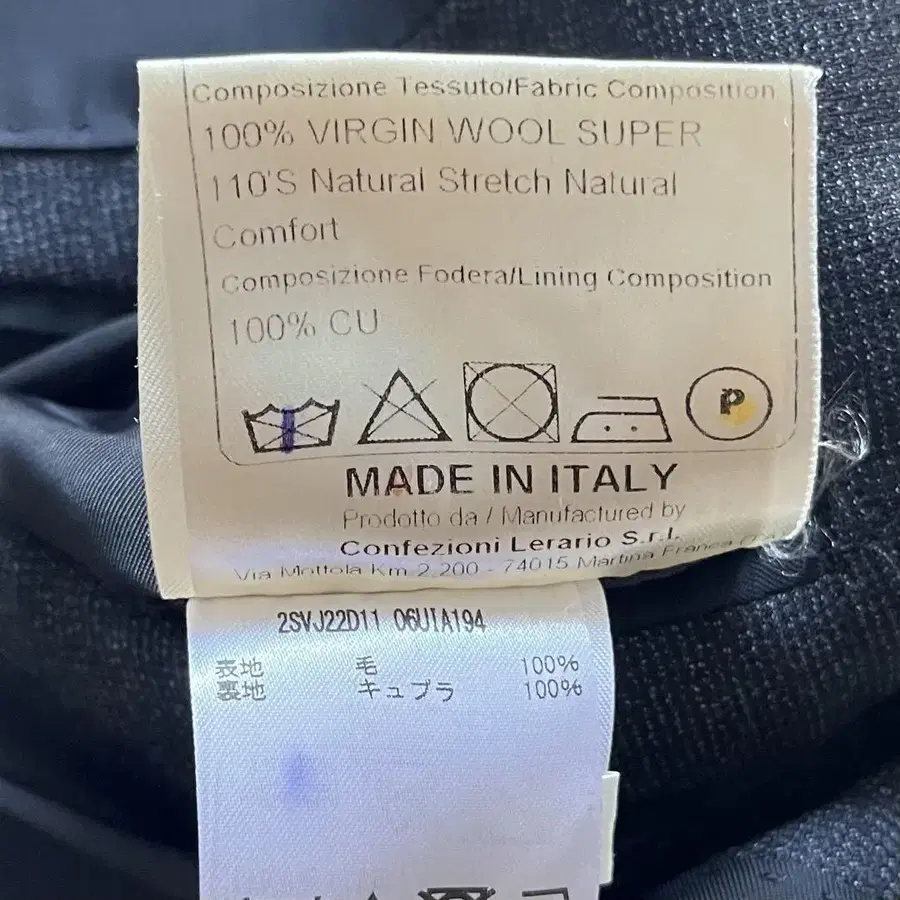 Composizione Tessuto/Fabric Composition
100% VIRGIN WOOL SUPER
110'S Natural Stretch Natural
Comfort
Composizione Fodera/Lining Composition
100% CU
P
MADE IN ITALY
Prodotto da / Manufactured by
Confezioni Lerario S.r.l.
Via Mottola Km 2,200 - 74015 Martina Franca
2SVJ22D11 06UIA194
表地 毛 100%
裏地 キュプラ 100%